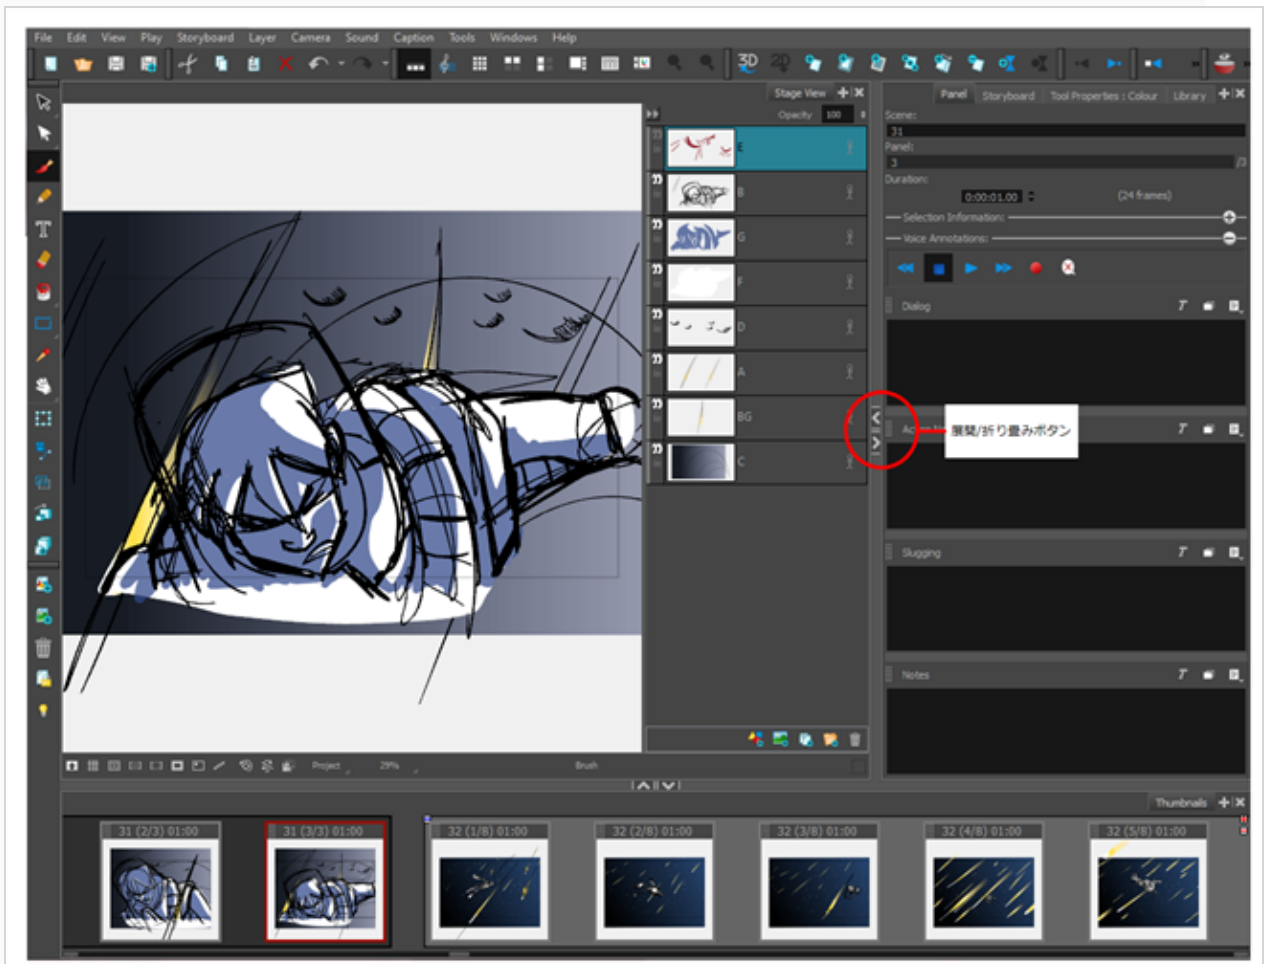 File Edit View Play Storyboard Layer Camera Sound Caption Tools Windows Help
3D
Stage View
Opacity 100
E
B
G
F
D
A
BG
C
Panel Storyboard Tool Properties : Colour Library
Scene:
31
Panel:
3 /3
Duration:
0:00:01.00 (24 frames)
Selection Information:
Voice Annotations:
Dialog
展開/折り畳みボタン
Slugging
Notes
Project 29% Brush
Thumbnails
31 (2/3) 01:00 31 (3/3) 01:00 32 (1/8) 01:00 32 (2/8) 01:00 32 (3/8) 01:00 32 (4/8) 01:00 32 (5/8) 01:00